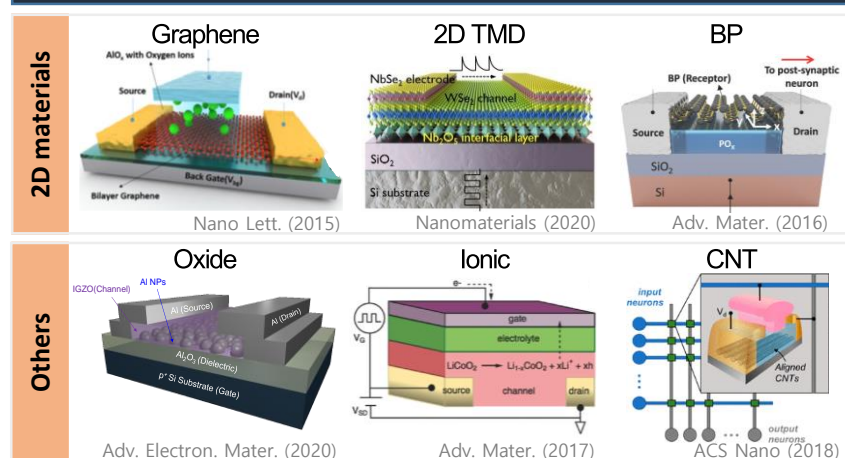 2D materials
Graphene
AlOx with Oxygen Ions
Source
Drain(Vd)
Back Gate(Vbg)
Bilayer Graphene
Nano Lett. (2015)
2D TMD
NbSe2 electrode
WSe2 channel
Nb2O5 interfacial layer
SiO2
Si substrate
Nanomaterials (2020)
BP
To post-synaptic
neuron
BP (Receptor)
Source
Drain
X
POx
SiO2
Si
Adv. Mater. (2016)
Others
Oxide
Al NPs
IGZO(Channel)
Al (Source)
Al (Drain)
Al2O3 (Dielectric)
p+ Si Substrate (Gate)
Adv. Electron. Mater. (2020)
Ionic
e-
gate
VG
electrolyte
LiCoO2 → Li1-xCoO2 + xLi+ + xh
source
channel
drain
VSD
Adv. Mater. (2017)
CNT
input
neurons
Vd
Aligned
CNTs
output
neurons
ACS Nano (2018)